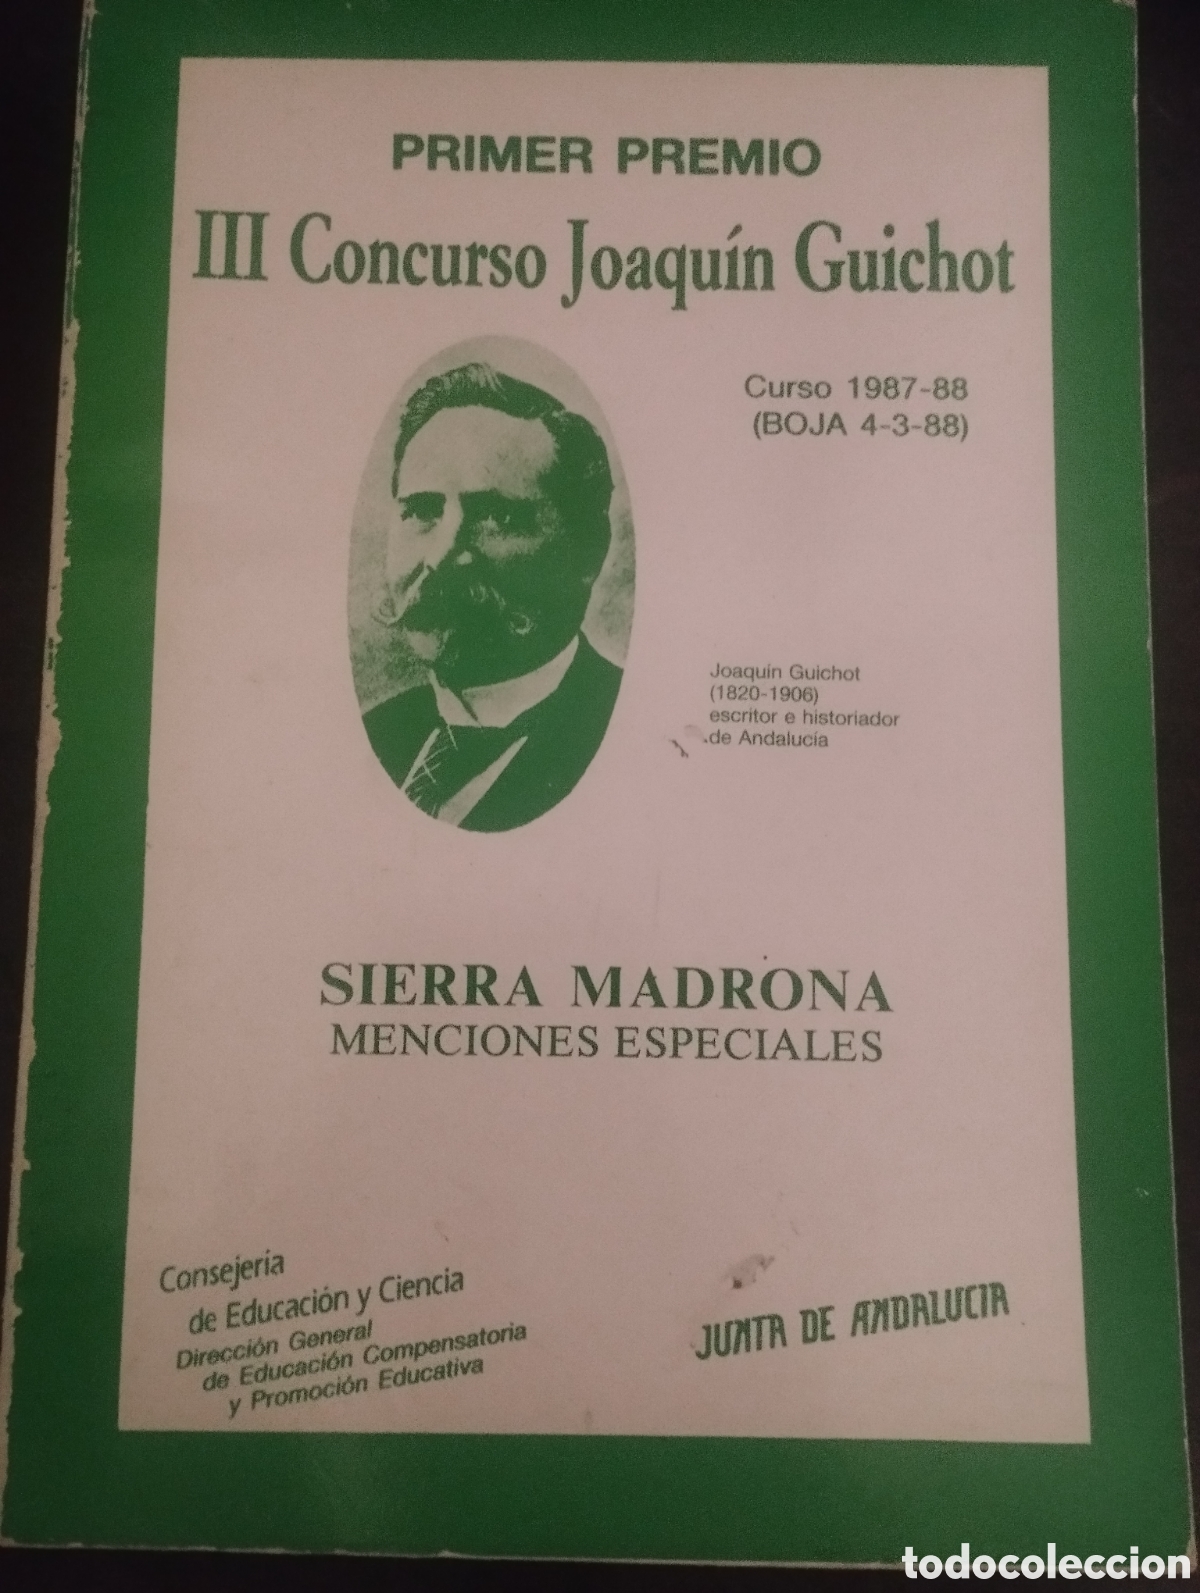 PRIMER PREMIO
III Concurso Joaquín Guichot
Curso 1987-88
(BOJA 4-3-88)
Joaquín Guichot
(1820-1906)
escritor e historiador
de Andalucía
SIERRA MADRONA
MENCIONES ESPECIALES
Consejería
de Educación y Ciencia
Dirección General
de Educación Compensatoria
y Promoción Educativa
JUNTA DE ANDALUCIA
todocoleccion